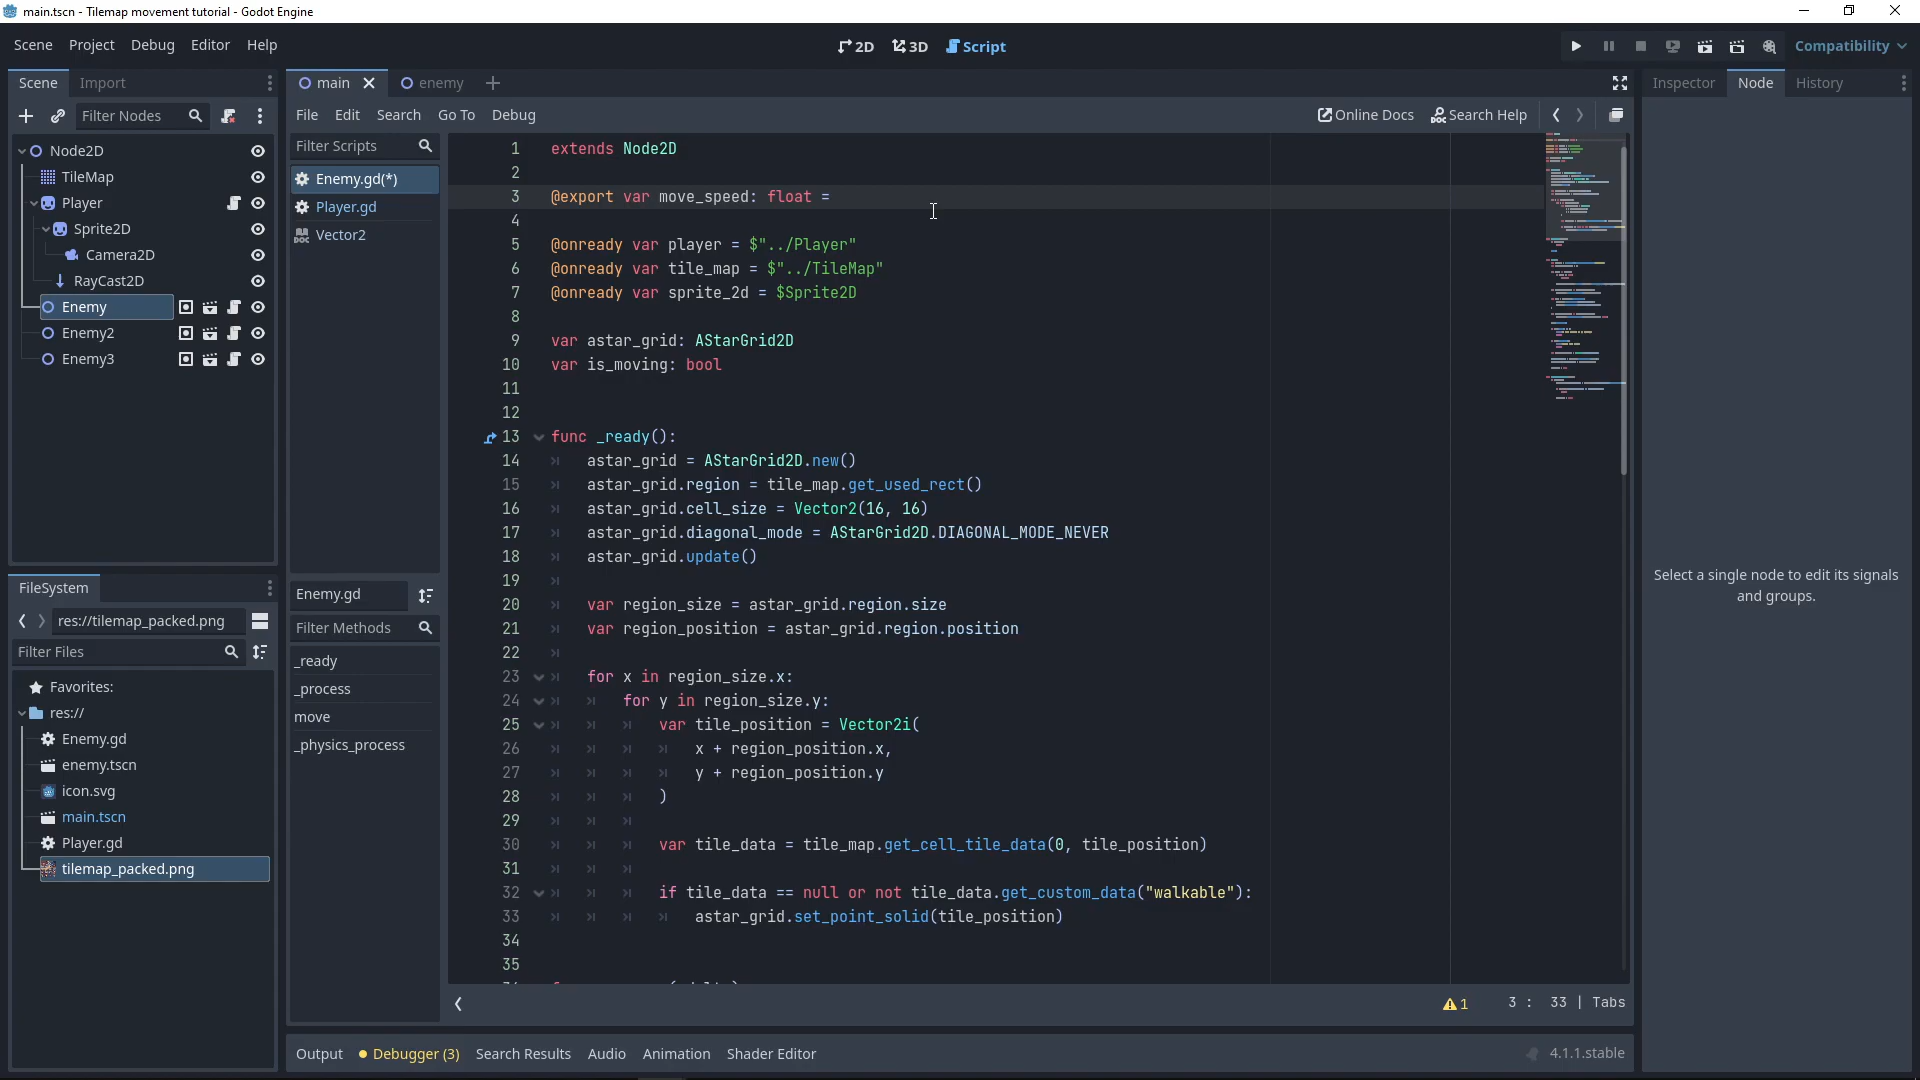 main.tscn - Tilemap movement tutorial - Godot Engine
Scene Project Debug Editor Help
2D 3D Script
Compatibility
Scene Import
main enemy
Inspector Node History
Filter Nodes
File Edit Search Go To Debug
Online Docs Search Help
Node2D
TileMap
Player
Sprite2D
Camera2D
RayCast2D
Enemy
Enemy2
Enemy3
Filter Scripts
Enemy.gd(*)
Player.gd
Vector2
Enemy.gd
Filter Methods
_ready
_process
move
_physics_process
FileSystem
res://tilemap_packed.png
Filter Files
Favorites:
res://
Enemy.gd
enemy.tscn
icon.svg
main.tscn
Player.gd
tilemap_packed.png
1 extends Node2D
2
3 @export var move_speed: float =
4
5 @onready var player = $"../Player"
6 @onready var tile_map = $"../TileMap"
7 @onready var sprite_2d = $Sprite2D
8
9 var astar_grid: AStarGrid2D
10 var is_moving: bool
11
12
13 func _ready():
14 astar_grid = AStarGrid2D.new()
15 astar_grid.region = tile_map.get_used_rect()
16 astar_grid.cell_size = Vector2(16, 16)
17 astar_grid.diagonal_mode = AStarGrid2D.DIAGONAL_MODE_NEVER
18 astar_grid.update()
19
20 var region_size = astar_grid.region.size
21 var region_position = astar_grid.region.position
22
23 for x in region_size.x:
24 for y in region_size.y:
25 var tile_position = Vector2i(
26 x + region_position.x,
27 y + region_position.y
28 )
29
30 var tile_data = tile_map.get_cell_tile_data(0, tile_position)
31
32 if tile_data == null or not tile_data.get_custom_data("walkable"):
33 astar_grid.set_point_solid(tile_position)
34
35
Select a single node to edit its signals
and groups.
1 3 : 33 | Tabs
Output Debugger (3) Search Results Audio Animation Shader Editor
4.1.1.stable